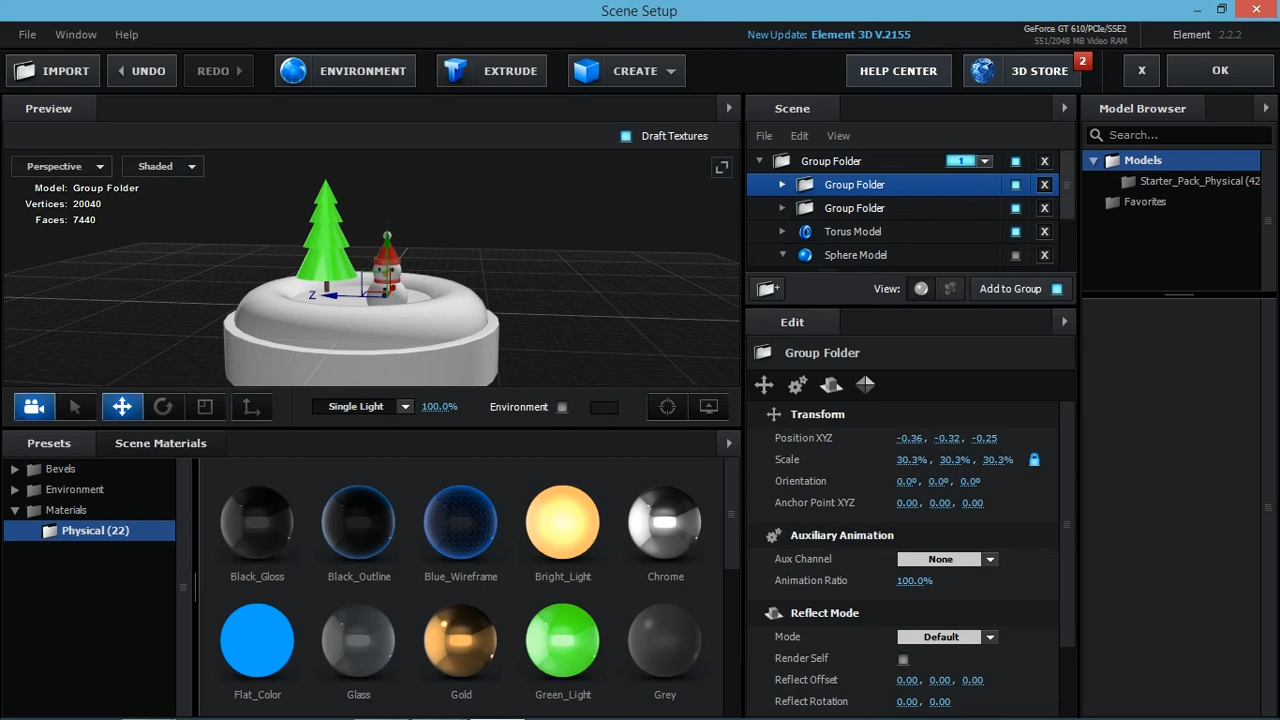 Scene Setup
File Window Help
New Update: Element 3D V.2155
GeForce GT 610/PCIe/SSE2
551/2048 MB Video RAM
Element 2.2.2
IMPORT UNDO REDO ENVIRONMENT EXTRUDE CREATE HELP CENTER 3D STORE 2 X OK
Preview
Draft Textures
Perspective Shaded
Model: Group Folder
Vertices: 20040
Faces: 7440
Z
Single Light 100.0% Environment
Presets Scene Materials
Bevels
Environment
Materials
Physical (22)
Black_Gloss Black_Outline Blue_Wireframe Bright_Light Chrome
Flat_Color Glass Gold Green_Light Grey
Scene
File Edit View
Group Folder 1 X
Group Folder X
Group Folder X
Torus Model X
Sphere Model X
View: Add to Group
Edit
Group Folder
Transform
Position XYZ -0.36, -0.32, -0.25
Scale 30.3%, 30.3%, 30.3%
Orientation 0.0º, 0.0º, 0.0º
Anchor Point XYZ 0.00, 0.00, 0.00
Auxiliary Animation
Aux Channel None
Animation Ratio 100.0%
Reflect Mode
Mode Default
Render Self
Reflect Offset 0.00, 0.00, 0.00
Reflect Rotation 0.00, 0.00
Model Browser
Search...
Models
Starter_Pack_Physical (42
Favorites